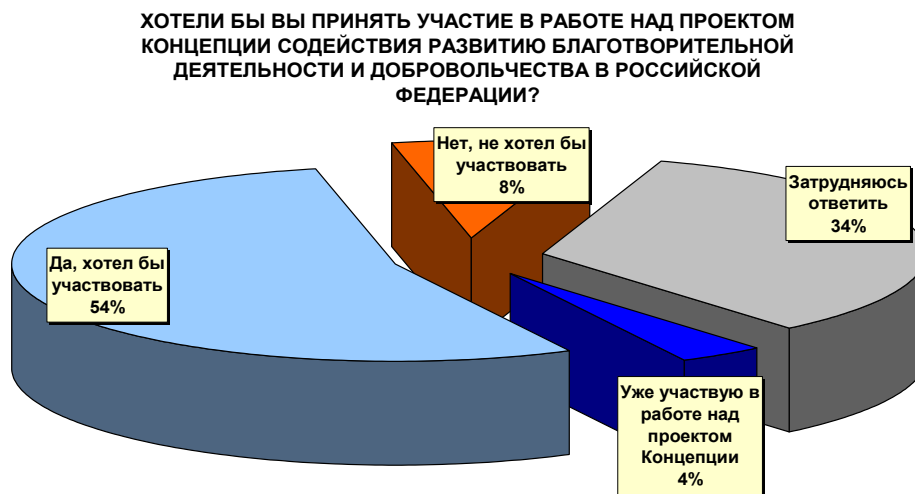 ХОТЕЛИ БЫ ВЫ ПРИНЯТЬ УЧАСТИЕ В РАБОТЕ НАД ПРОЕКТОМ
КОНЦЕПЦИИ СОДЕЙСТВИЯ РАЗВИТИЮ БЛАГОТВОРИТЕЛЬНОЙ
ДЕЯТЕЛЬНОСТИ И ДОБРОВОЛЬЧЕСТВА В РОССИЙСКОЙ
ФЕДЕРАЦИИ?
Нет, не хотел бы
участвовать
8%
Затрудняюсь
ответить
34%
Да, хотел бы
участвовать
54%
Уже участвую в
работе над
проектом
Концепции
4%